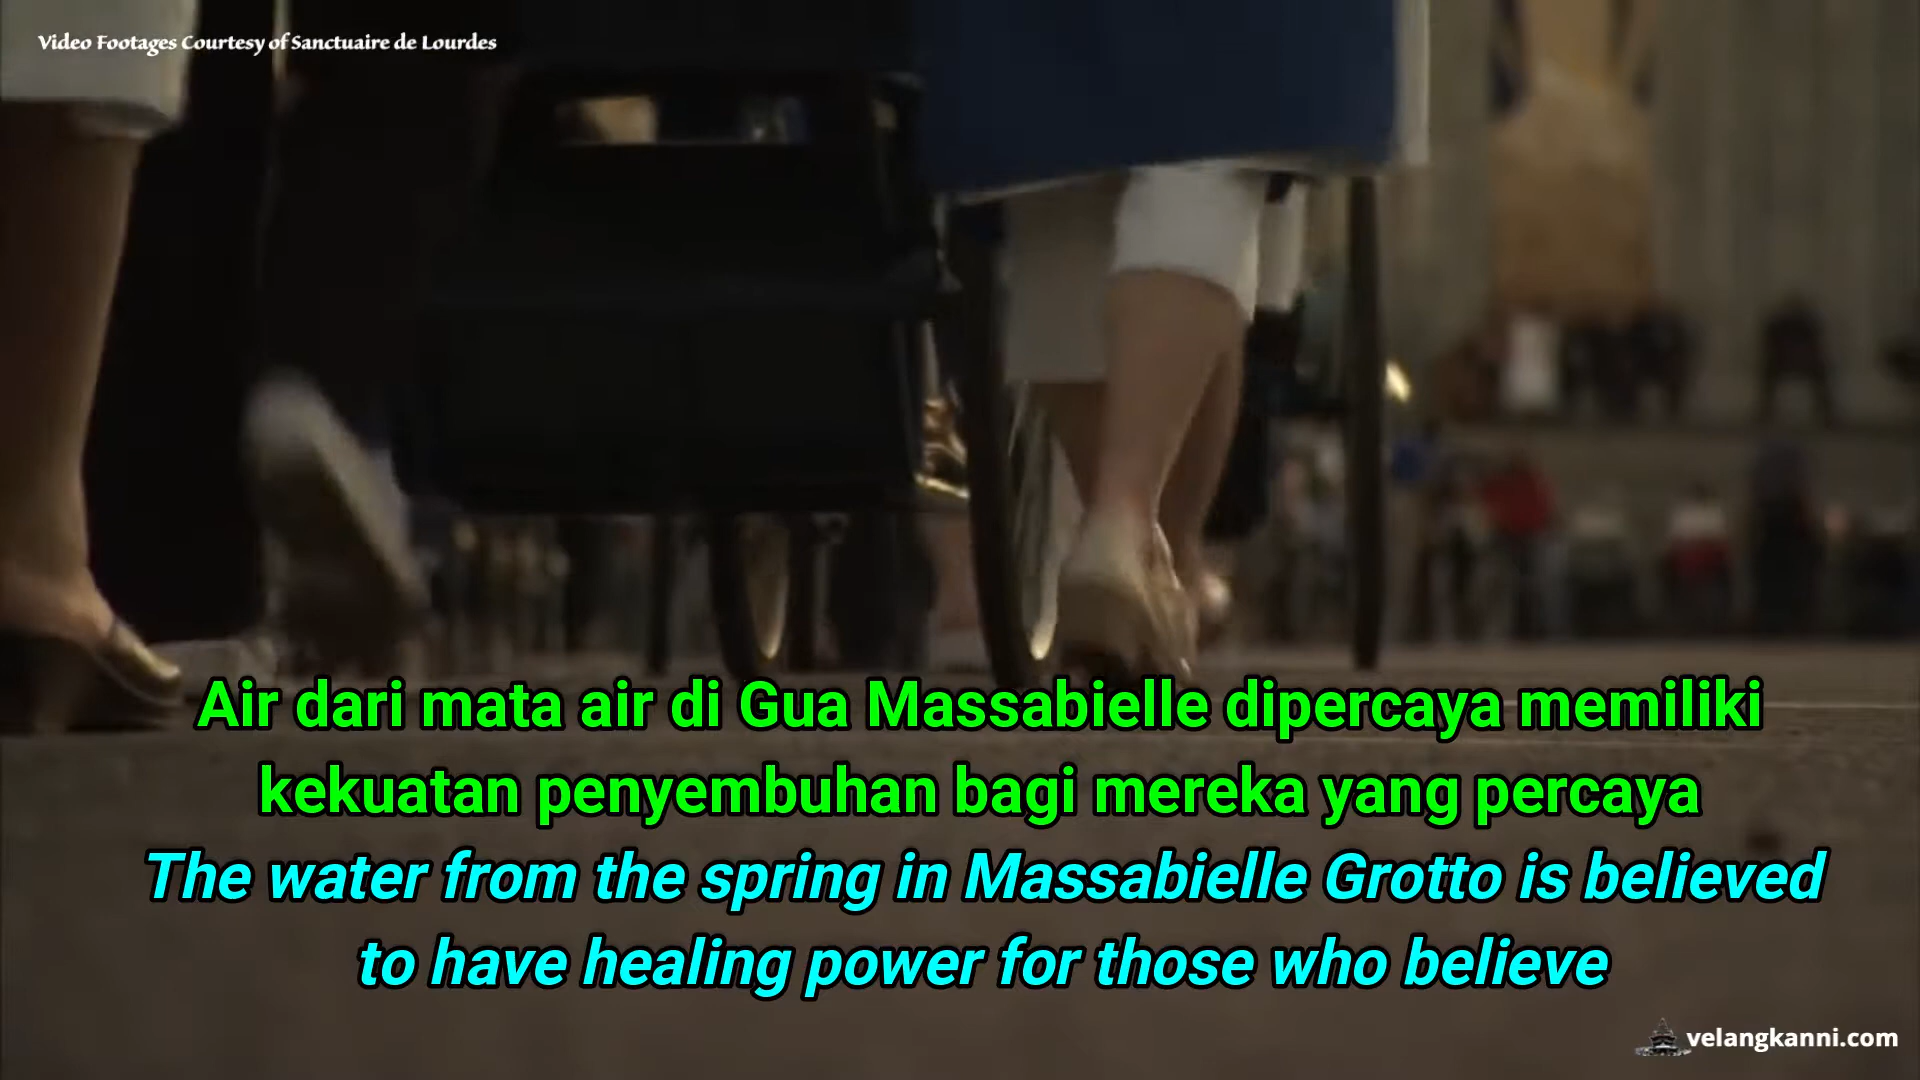 Video Footages Courtesy of Sanctuaire de Lourdes
Air dari mata air di Gua Massabielle dipercaya memiliki
kekuatan penyembuhan bagi mereka yang percaya
The water from the spring in Massabielle Grotto is believed
to have healing power for those who believe
velangkanni.com